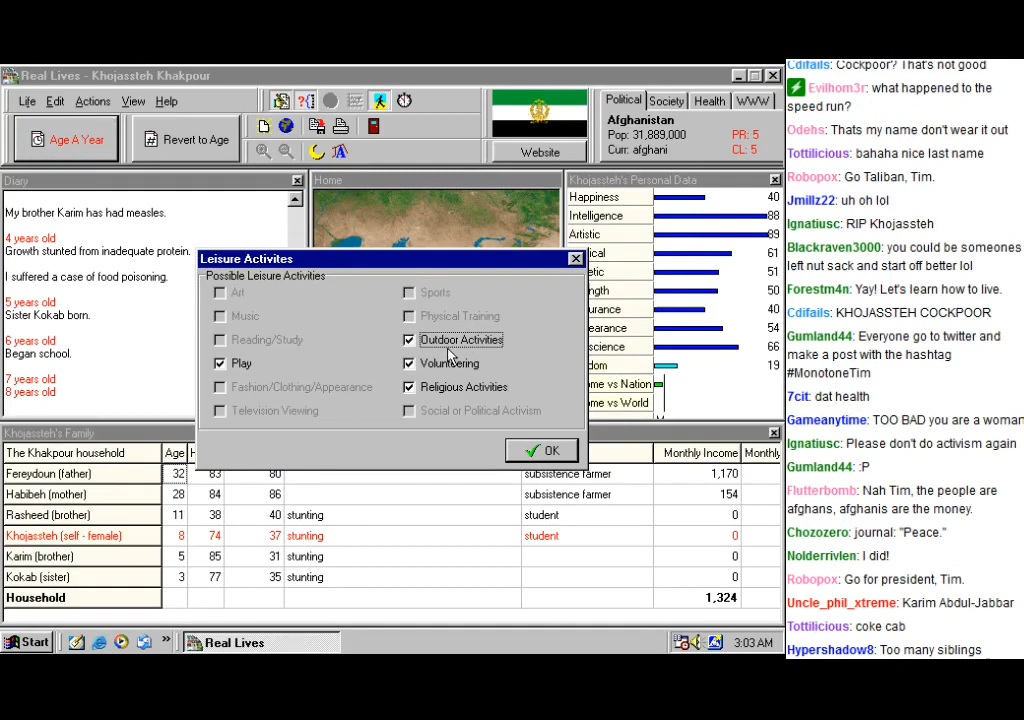 Real Lives - Khojassteh Khakpour
Life Edit Actions View Help
Age A Year
Revert to Age
Website
Political Society Health WWW
Afghanistan
Pop: 31,889,000 PR: 5
Curr: afghani CL: 5
Diary
My brother Karim has had measles.
4 years old
Growth stunted from inadequate protein.
I suffered a case of food poisoning.
5 years old
Sister Kokab born.
6 years old
Began school.
7 years old
8 years old
Home
Khojassteh's Personal Data
Happiness 40
Intelligence 88
Artistic 89
ical 61
etic 51
ngth 50
urance 40
earance 54
science 66
dom 19
ome vs Nation
ome vs World
Leisure Activites
Possible Leisure Activities
Art
Music
Reading/Study
Play
Fashion/Clothing/Appearance
Television Viewing
Sports
Physical Training
Outdoor Activities
Volunteering
Religious Activities
Social or Political Activism
OK
Khojassteh's Family
The Khakpour household Age H Monthly Income Monthly
Fereydoun (father) 32 83 80 subsistence farmer 1,170
Habibeh (mother) 28 84 86 subsistence farmer 154
Rasheed (brother) 11 38 40 stunting student 0
Khojassteh (self - female) 8 74 37 stunting student 0
Karim (brother) 5 85 31 stunting 0
Kokab (sister) 3 77 35 stunting 0
Household 1,324
Start
Real Lives
3:03 AM
Cdifails: Cockpoor? That's not good
Evilhom3r: what happened to the
speed run?
Odehs: Thats my name don't wear it out
Tottilicious: bahaha nice last name
Robopox: Go Taliban, Tim.
Jmillz22: uh oh lol
Ignatiusc: RIP Khojassteh
Blackraven3000: you could be someones
left nut sack and start off better lol
Forestm4n: Yay! Let's learn how to live.
Cdifails: KHOJASSTEH COCKPOOR
Gumland44: Everyone go to twitter and
make a post with the hashtag
#MonotoneTim
7cit: dat health
Gameanytime: TOO BAD you are a woman
Ignatiusc: Please don't do activism again
Gumland44: :P
Flutterbomb: Nah Tim, the people are
afghans, afghanis are the money.
Chozozero: journal: "Peace."
Nolderrivlen: I did!
Robopox: Go for president, Tim.
Uncle_phil_xtreme: Karim Abdul-Jabbar
Tottilicious: coke cab
Hypershadow8: Too many siblings